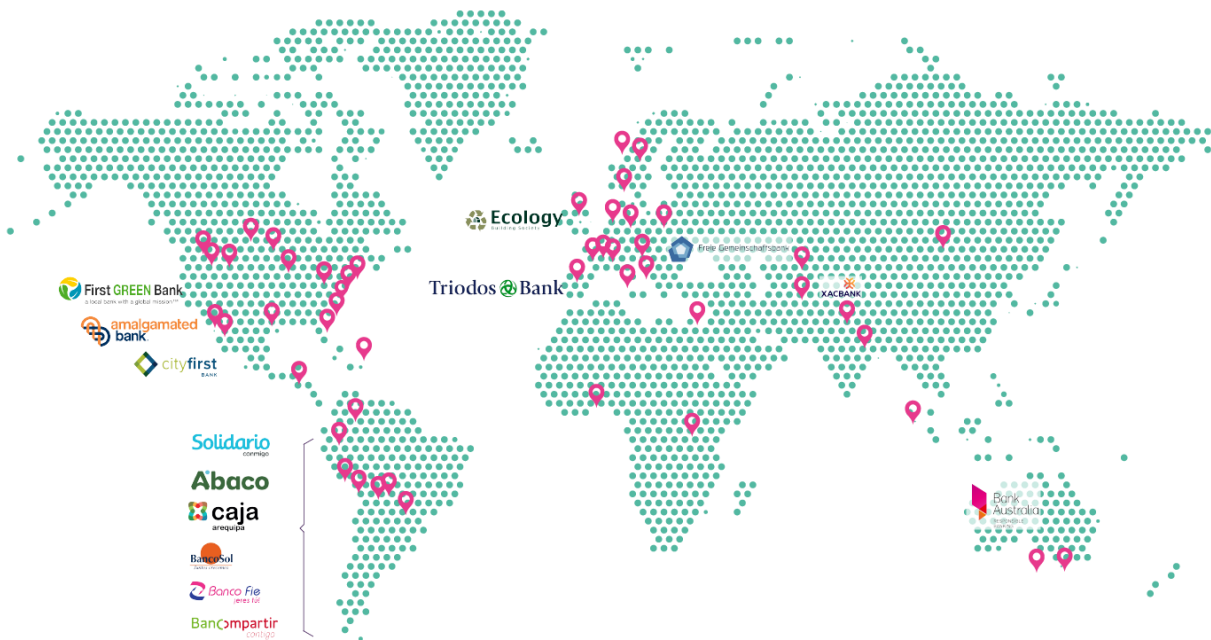 Ecology
Building Society
Freie Gemeinschaftsbank
First GREEN Bank
a local bank with a global mission
Triodos Bank
XACBANK
amalgamated
bank
cityfirst
BANK
Solidario
conmigo
Ábaco
caja
arequipa
BancoSol
Banco Fie
Bancompartir
contigo
Bank
Australia